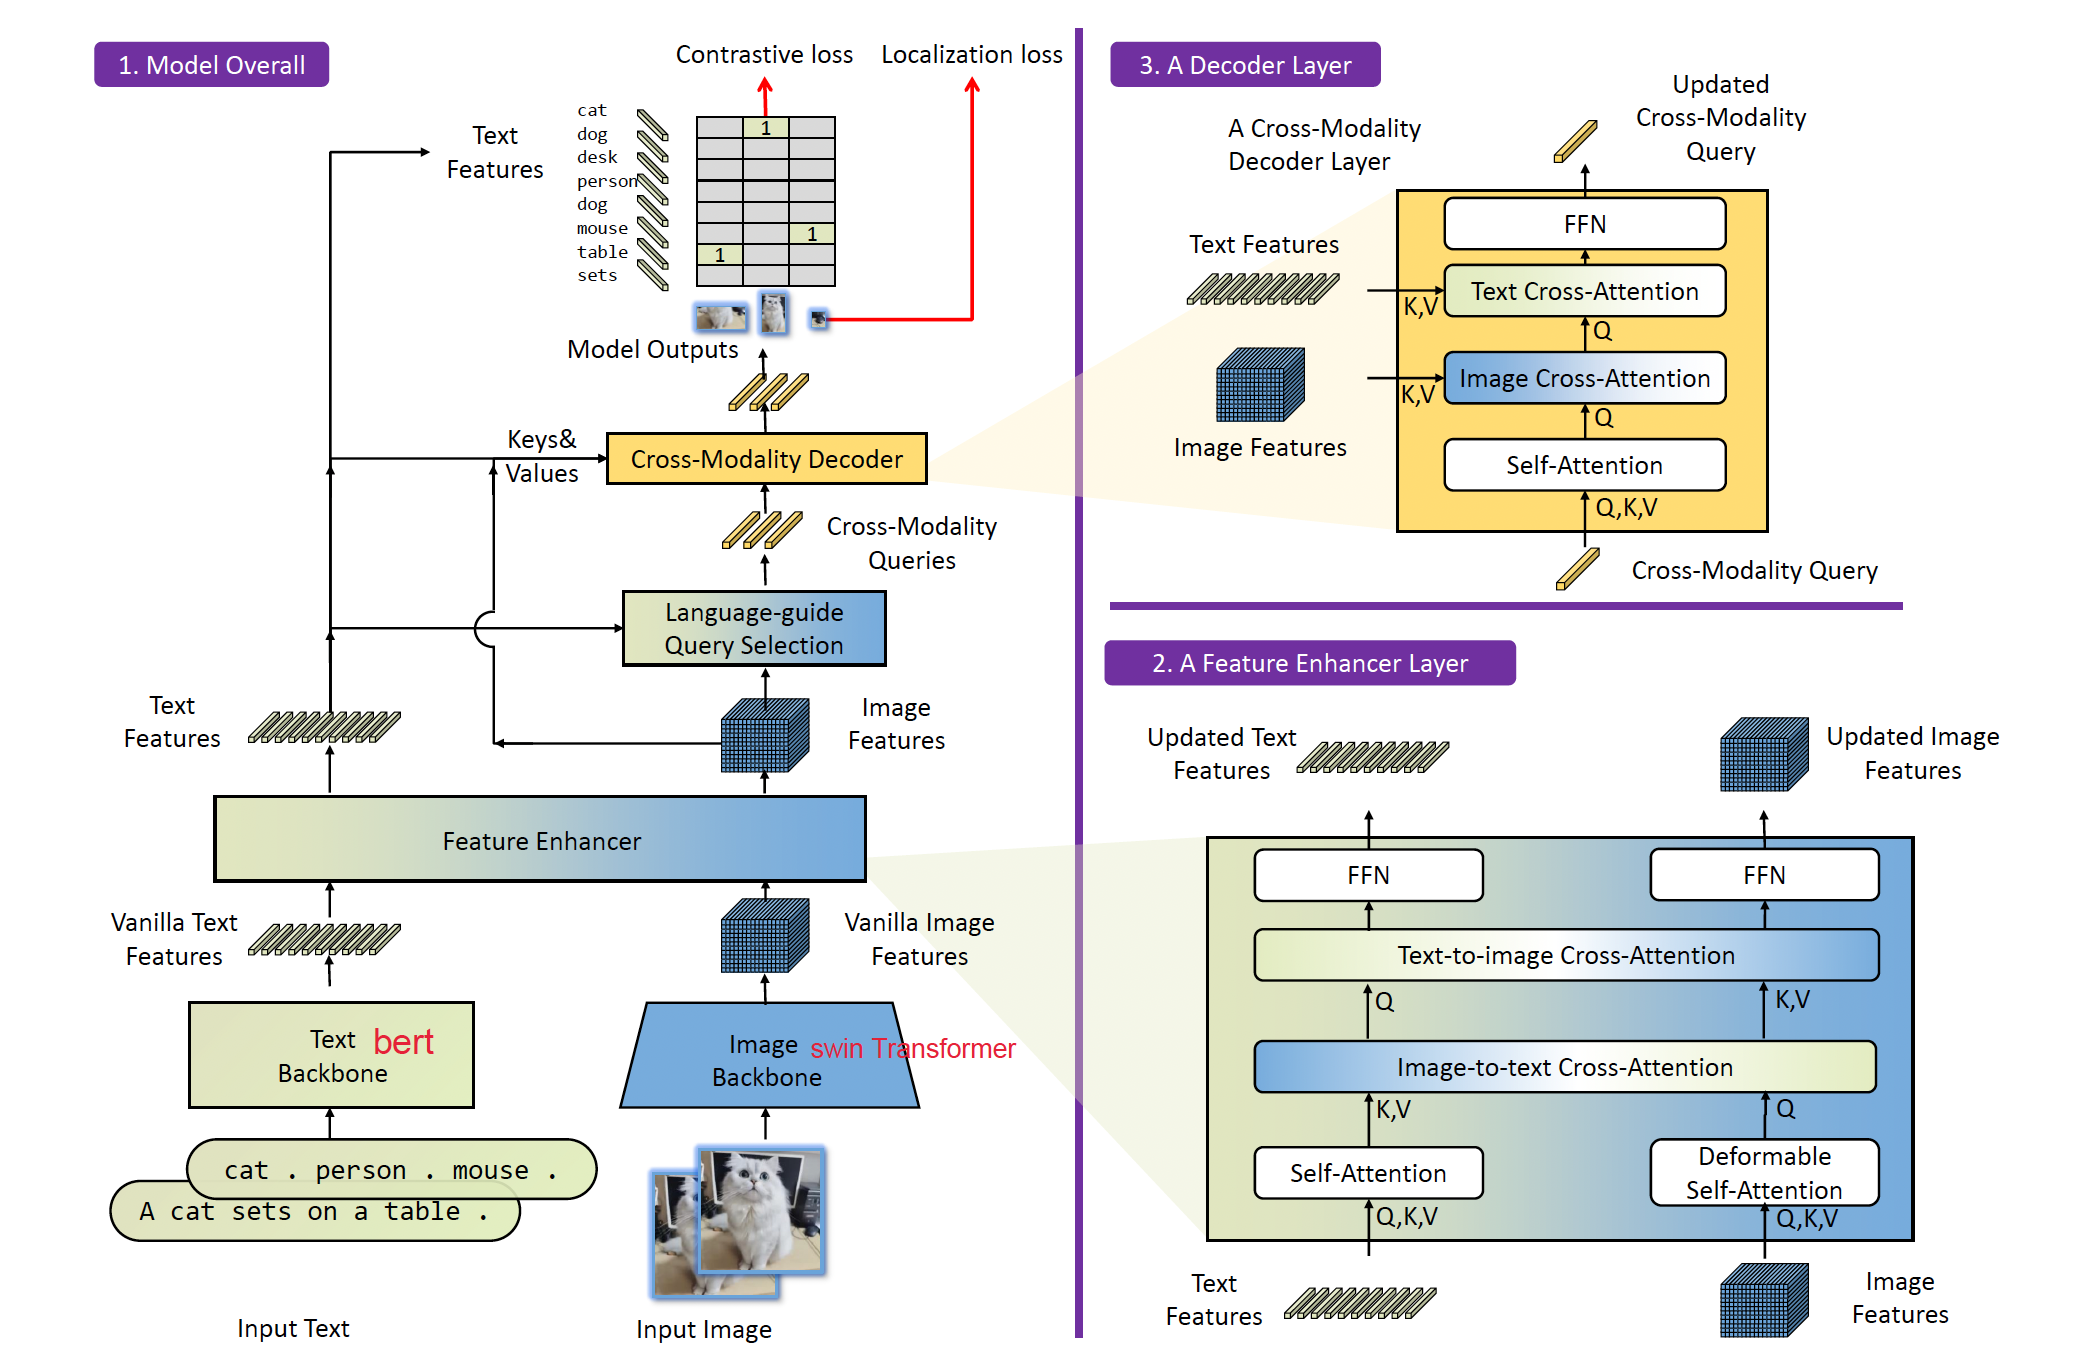 1. Model Overall
Contrastive loss
Localization loss
Text
Features
cat
dog
desk
person
dog
mouse
table
sets
1
1
1
Model Outputs
Keys&
Values
Cross-Modality Decoder
Cross-Modality
Queries
Language-guide
Query Selection
Text
Features
Image
Features
Feature Enhancer
Vanilla Text
Features
Vanilla Image
Features
Text bert
Backbone
Image swin Transformer
Backbone
cat . person . mouse .
A cat sets on a table .
Input Text
Input Image
3. A Decoder Layer
A Cross-Modality
Decoder Layer
Updated
Cross-Modality
Query
FFN
Text Features
Text Cross-Attention
K,V
Q
Image Cross-Attention
K,V
Q
Image Features
Self-Attention
Q,K,V
Cross-Modality Query
2. A Feature Enhancer Layer
Updated Text
Features
Updated Image
Features
FFN
FFN
Text-to-image Cross-Attention
Q
K,V
Image-to-text Cross-Attention
K,V
Q
Self-Attention
Deformable
Self-Attention
Q,K,V
Q,K,V
Text
Features
Image
Features